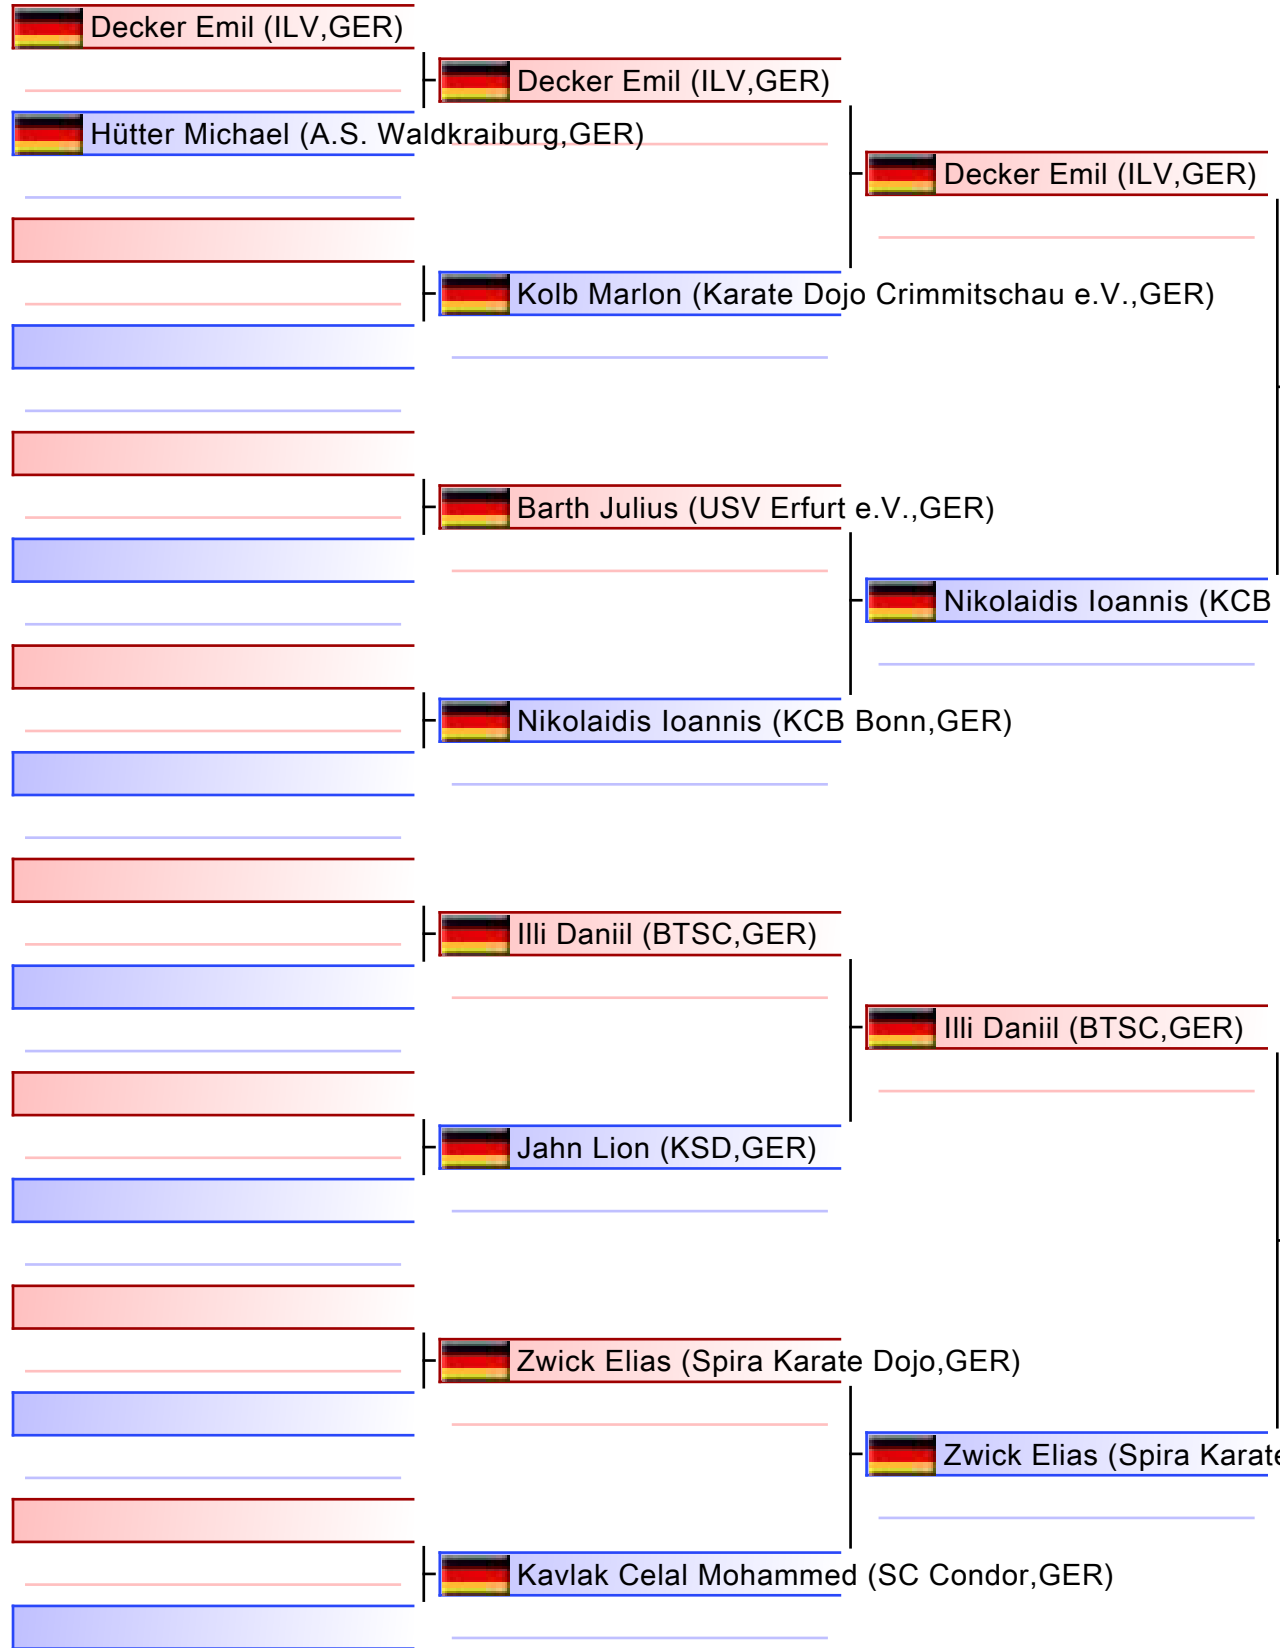 Decker Emil (ILV,GER)
Decker Emil (ILV,GER)
Hütter Michael (A.S. Waldkraiburg,GER)
Decker Emil (ILV,GER)
Kolb Marlon (Karate Dojo Crimmitschau e.V.,GER)
Barth Julius (USV Erfurt e.V.,GER)
Nikolaidis Ioannis (KCB
Nikolaidis Ioannis (KCB Bonn,GER)
Illi Daniil (BTSC,GER)
Illi Daniil (BTSC,GER)
Jahn Lion (KSD,GER)
Zwick Elias (Spira Karate Dojo,GER)
Zwick Elias (Spira Karate
Kavlak Celal Mohammed (SC Condor,GER)